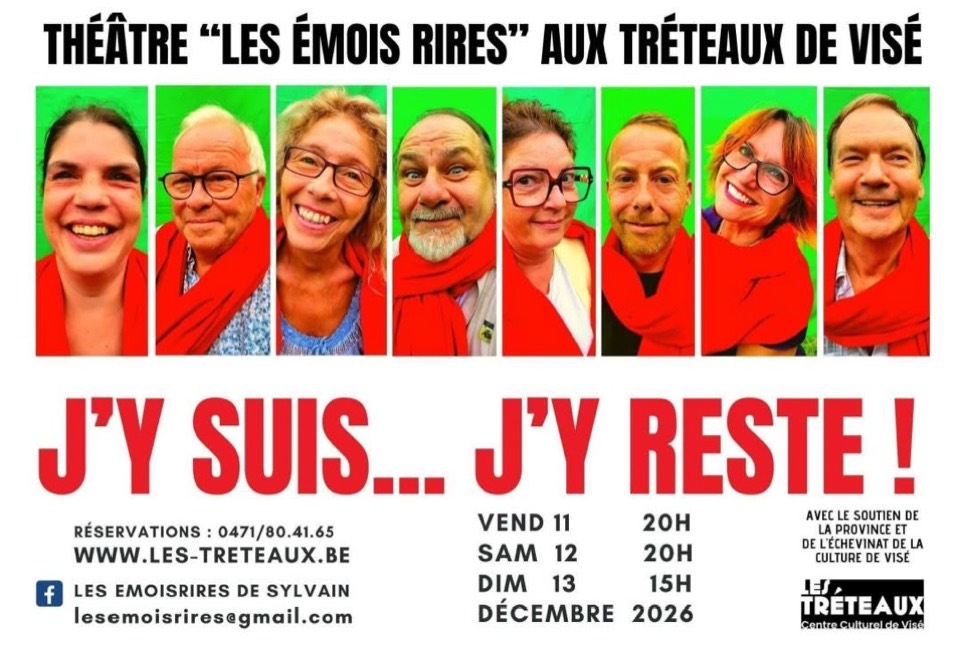 THÉÂTRE “LES ÉMOIS RIRES” AUX TRÉTEAUX DE VISÉ
J’Y SUIS... J’Y RESTE !
RÉSERVATIONS : 0471/80.41.65
WWW.LES-TRETEAUX.BE
LES EMOISRIRES DE SYLVAIN
lesemoisrires@gmail.com
VEND 11 20H
SAM 12 20H
DIM 13 15H
DÉCEMBRE 2026
AVEC LE SOUTIEN DE
LA PROVINCE ET
DE L’ÉCHEVINAT DE LA
CULTURE DE VISÉ
LES
TRÉTEAUX
Centre Culturel de Visé